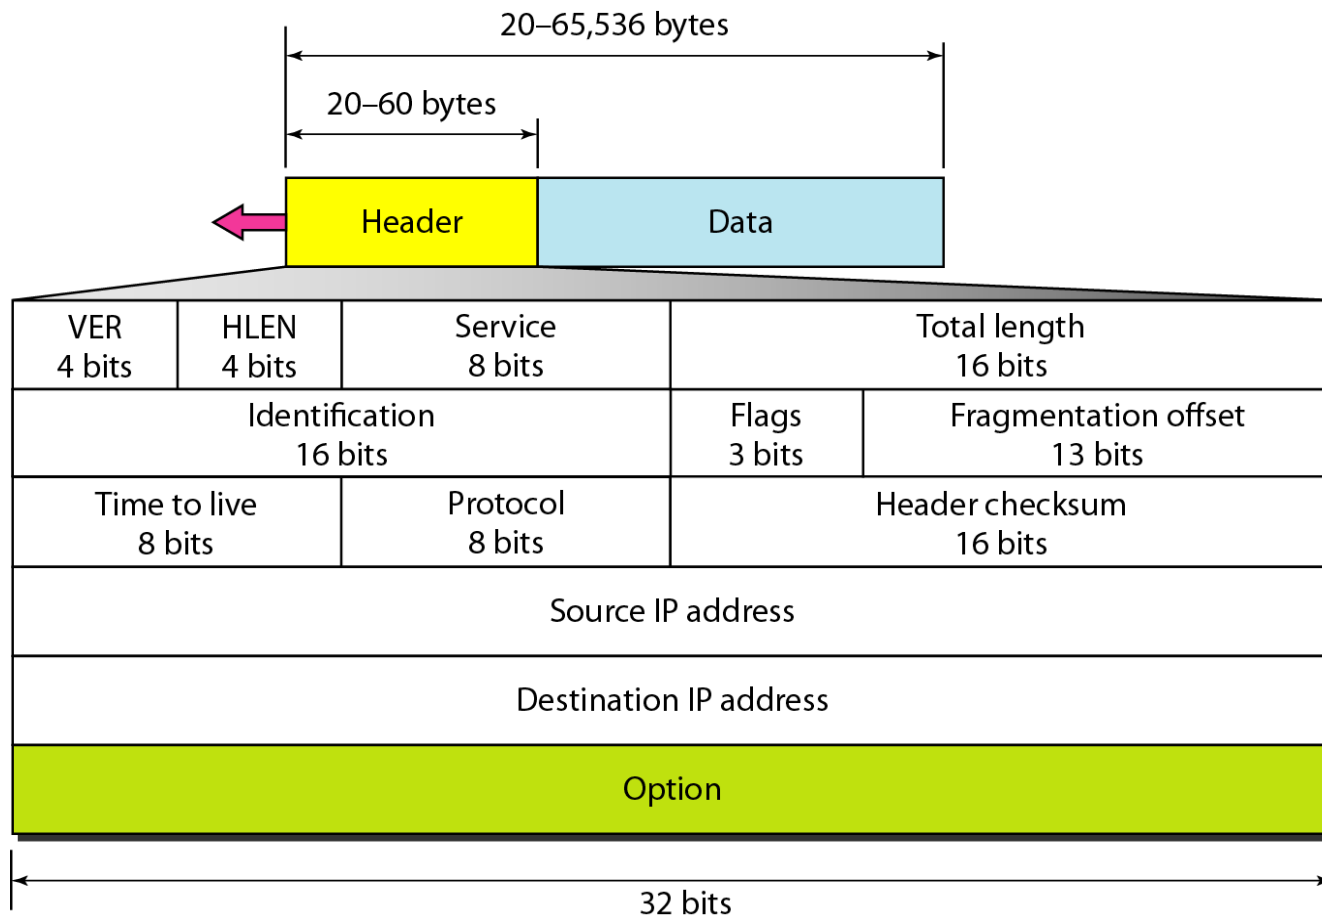 20–65,536 bytes
20–60 bytes
Header
Data
VER
4 bits
HLEN
4 bits
Service
8 bits
Total length
16 bits
Identification
16 bits
Flags
3 bits
Fragmentation offset
13 bits
Time to live
8 bits
Protocol
8 bits
Header checksum
16 bits
Source IP address
Destination IP address
Option
32 bits